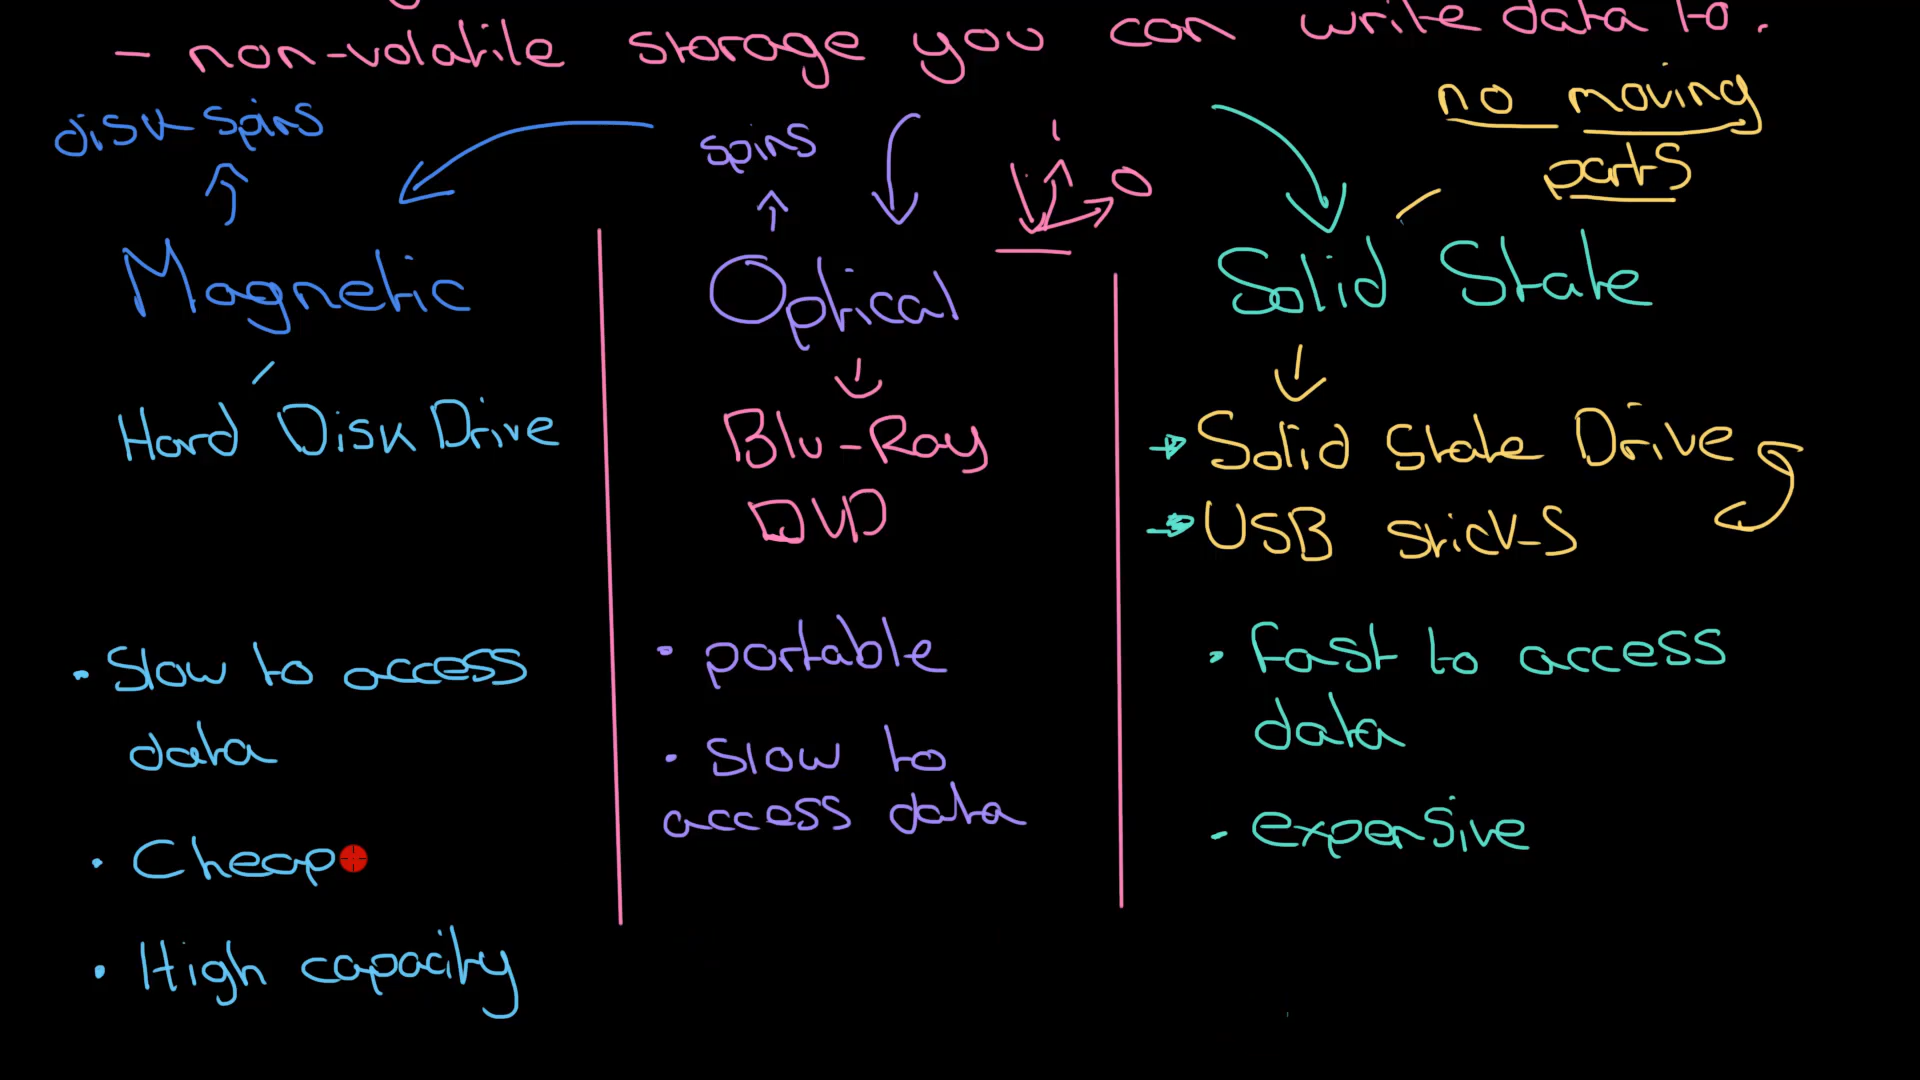 - non-volatile storage you can write data to.
disk spins
spins
1
0
no moving
parts
Magnetic
Optical
Solid State
Hard Disk Drive
Blu-Ray
DVD
Solid State Drive
USB sticks
• Slow to access
data
• Cheap
• High capacity
• portable
• Slow to
access data
• fast to access
data
• expensive